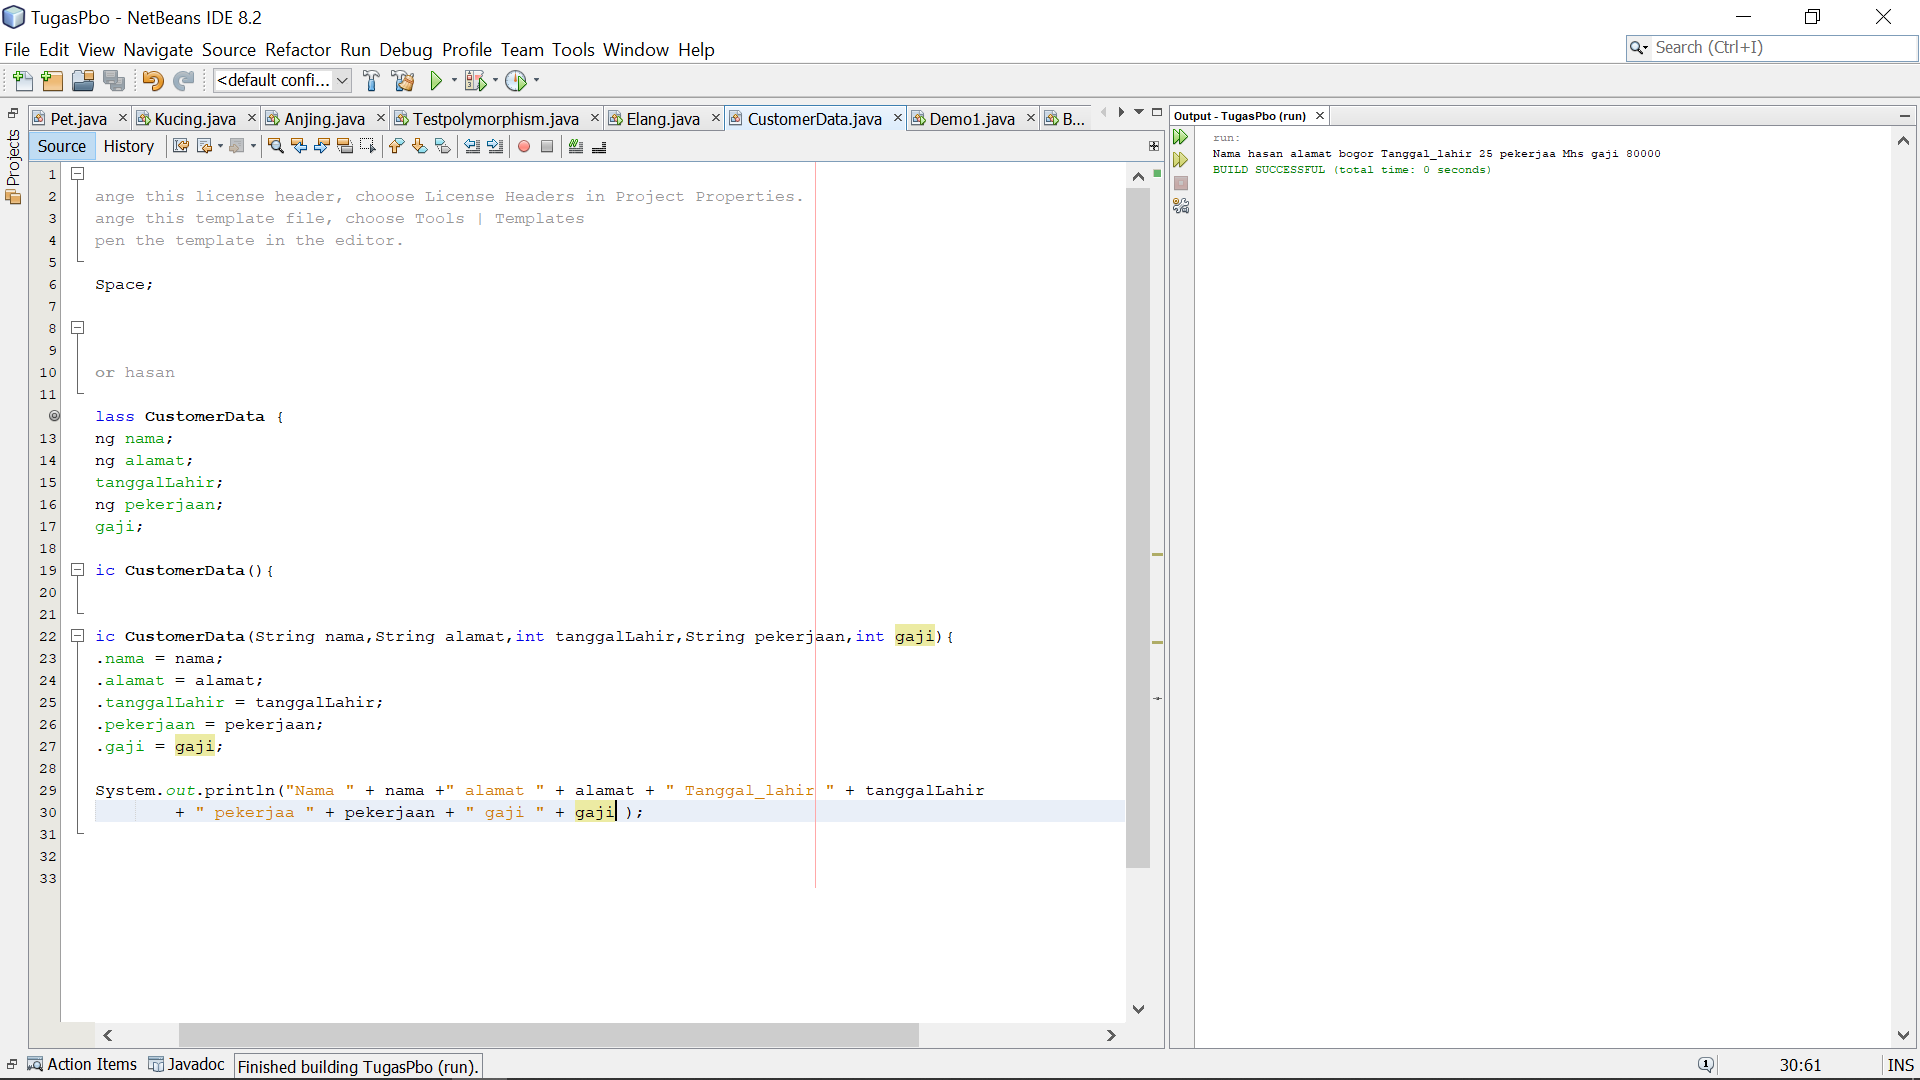 TugasPbo - NetBeans IDE 8.2
File Edit View Navigate Source Refactor Run Debug Profile Team Tools Window Help
Search (Ctrl+I)
<default confi...
Pet.java Kucing.java Anjing.java Testpolymorphism.java Elang.java CustomerData.java Demo1.java B...
Source History
Projects
1
2 ange this license header, choose License Headers in Project Properties.
3 ange this template file, choose Tools | Templates
4 pen the template in the editor.
5
6 Space;
7
8
9
10 or hasan
11
lass CustomerData {
13 ng nama;
14 ng alamat;
15 tanggalLahir;
16 ng pekerjaan;
17 gaji;
18
19 ic CustomerData(){
20
21
22 ic CustomerData(String nama,String alamat,int tanggalLahir,String pekerjaan,int gaji){
23 .nama = nama;
24 .alamat = alamat;
25 .tanggalLahir = tanggalLahir;
26 .pekerjaan = pekerjaan;
27 .gaji = gaji;
28
29 System.out.println("Nama " + nama +" alamat " + alamat + " Tanggal_lahir " + tanggalLahir
30 + " pekerjaa " + pekerjaan + " gaji " + gaji );
31
32
33
Output - TugasPbo (run)
run:
Nama hasan alamat bogor Tanggal_lahir 25 pekerjaa Mhs gaji 80000
BUILD SUCCESSFUL (total time: 0 seconds)
Action Items Javadoc Finished building TugasPbo (run).
30:61 INS